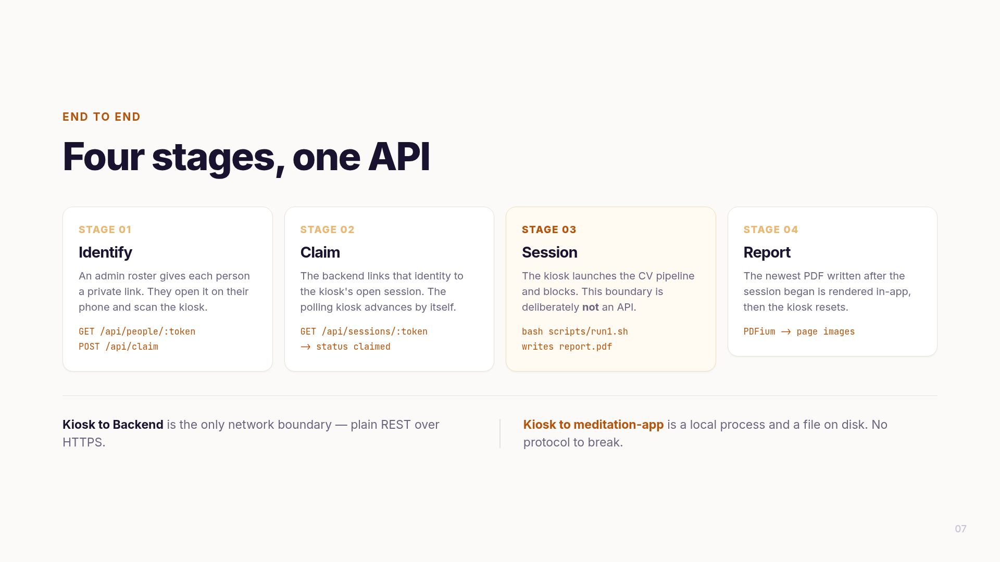 END TO END
Four stages, one API
STAGE 01
Identify
An admin roster gives each person
a private link. They open it on their
phone and scan the kiosk.
GET /api/people/:token
POST /api/claim
STAGE 02
Claim
The backend links that identity to
the kiosk's open session. The
polling kiosk advances by itself.
GET /api/sessions/:token
→ status claimed
STAGE 03
Session
The kiosk launches the CV pipeline
and blocks. This boundary is
deliberately not an API.
bash scripts/run1.sh
writes report.pdf
STAGE 04
Report
The newest PDF written after the
session began is rendered in-app,
then the kiosk resets.
PDFium → page images
Kiosk to Backend is the only network boundary — plain REST over
HTTPS.
Kiosk to meditation-app is a local process and a file on disk. No
protocol to break.
07